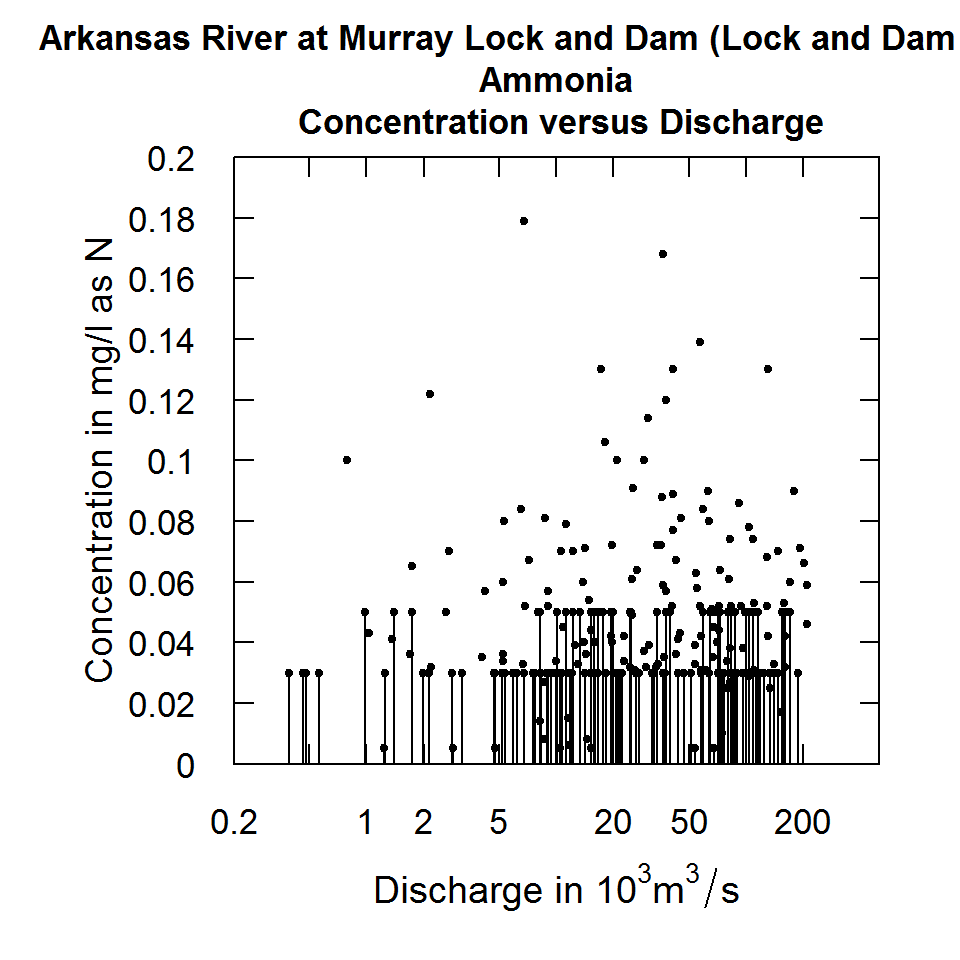 Arkansas River at Murray Lock and Dam (Lock and Dam
Ammonia
Concentration versus Discharge
Concentration in mg/l as N
0.2
0.18
0.16
0.14
0.12
0.1
0.08
0.06
0.04
0.02
0
0.2 1 2 5 20 50 200
Discharge in 10³m³/s